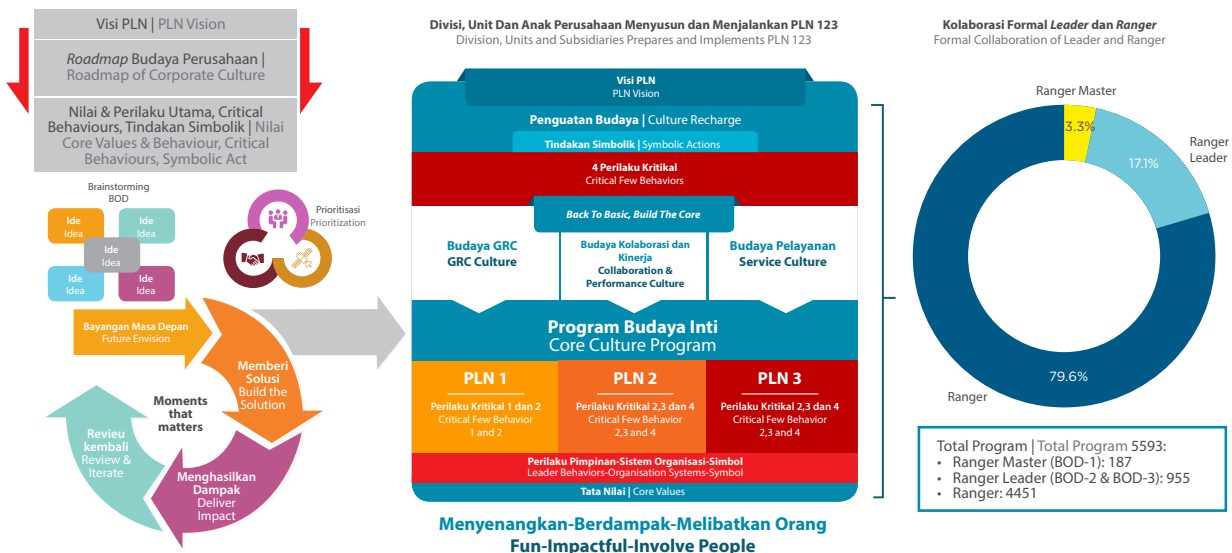 Visi PLN | PLN Vision
Roadmap Budaya Perusahaan |
Roadmap of Corporate Culture
Nilai & Perilaku Utama, Critical
Behaviours, Tindakan Simbolik | Nilai
Core Values & Behaviour, Critical
Behaviours, Symbolic Act
Brainstorming
BOD
Ide
Idea
Ide
Idea
Ide
Idea
Ide
Idea
Ide
Idea
Prioritisasi
Prioritization
Bayangan Masa Depan
Future Envision
Memberi
Solusi
Build the
Solution
Moments
that
matters
Revieu
kembali
Review &
Iterate
Menghasilkan
Dampak
Deliver
Impact
Divisi, Unit Dan Anak Perusahaan Menyusun dan Menjalankan PLN 123
Division, Units and Subsidiaries Prepares and Implements PLN 123
Visi PLN
PLN Vision
Penguatan Budaya | Culture Recharge
Tindakan Simbolik | Symbolic Actions
4 Perilaku Kritikal
Critical Few Behaviors
Back To Basic, Build The Core
Budaya GRC
GRC Culture
Budaya Kolaborasi dan
Kinerja
Collaboration &
Performance Culture
Budaya Pelayanan
Service Culture
Program Budaya Inti
Core Culture Program
PLN 1
Perilaku Kritikal 1 dan 2
Critical Few Behavior
1 and 2
PLN 2
Perilaku Kritikal 2,3 dan 4
Critical Few Behavior
2,3 and 4
PLN 3
Perilaku Kritikal 2,3 dan 4
Critical Few Behavior
2,3 and 4
Perilaku Pimpinan-Sistem Organisasi-Simbol
Leader Behaviors-Organisation Systems-Symbol
Tata Nilai | Core Values
Menyenangkan-Berdampak-Melibatkan Orang
Fun-Impactful-Involve People
Kolaborasi Formal Leader dan Ranger
Formal Collaboration of Leader and Ranger
Ranger Master
3.3%
Ranger
Leader
17.1%
79.6%
Ranger
Total Program | Total Program 5593:
• Ranger Master (BOD-1): 187
• Ranger Leader (BOD-2 & BOD-3): 955
• Ranger: 4451